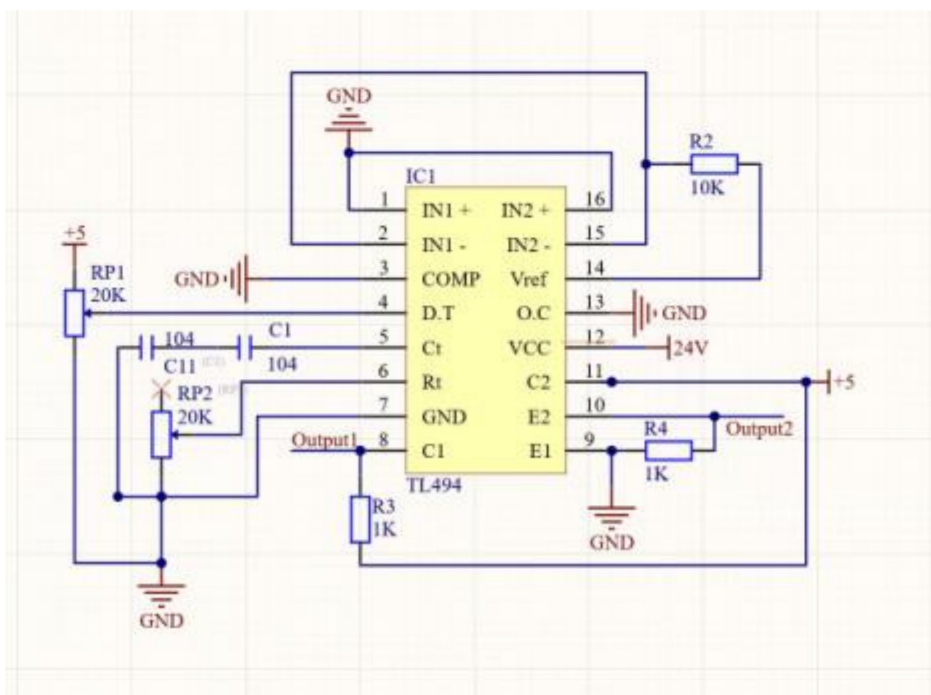 GND
R2
10K
IC1
1
IN1 +
IN2 +
16
2
IN1 -
IN2 -
15
+5
RP1
20K
GND
3
COMP
Vref
14
4
D.T
O.C
13
GND
104
C1
5
Ct
VCC
12
24V
C11
104
6
Rt
C2
11
+5
RP2
20K
7
GND
E2
10
Output1
8
C1
E1
9
R4
1K
Output2
TL494
R3
1K
GND
GND